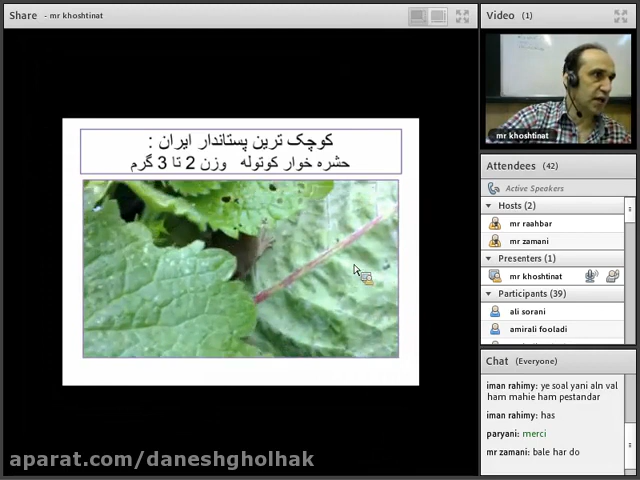 Share - mr khoshtinat
کوچک ترین پستاندار ایران :
حشره خوار کوتوله وزن 2 تا 3 گرم
Video (1)
mr khoshtinat
Attendees (42)
Active Speakers
Hosts (2)
mr raahbar
mr zamani
Presenters (1)
mr khoshtinat
Participants (39)
ali sorani
amirali fooladi
Chat (Everyone)
iman rahimy: ye soal yani aln val
ham mahie ham pestandar
iman rahimy: has
paryani: merci
mr zamani: bale har do
aparat.com/daneshgholhak